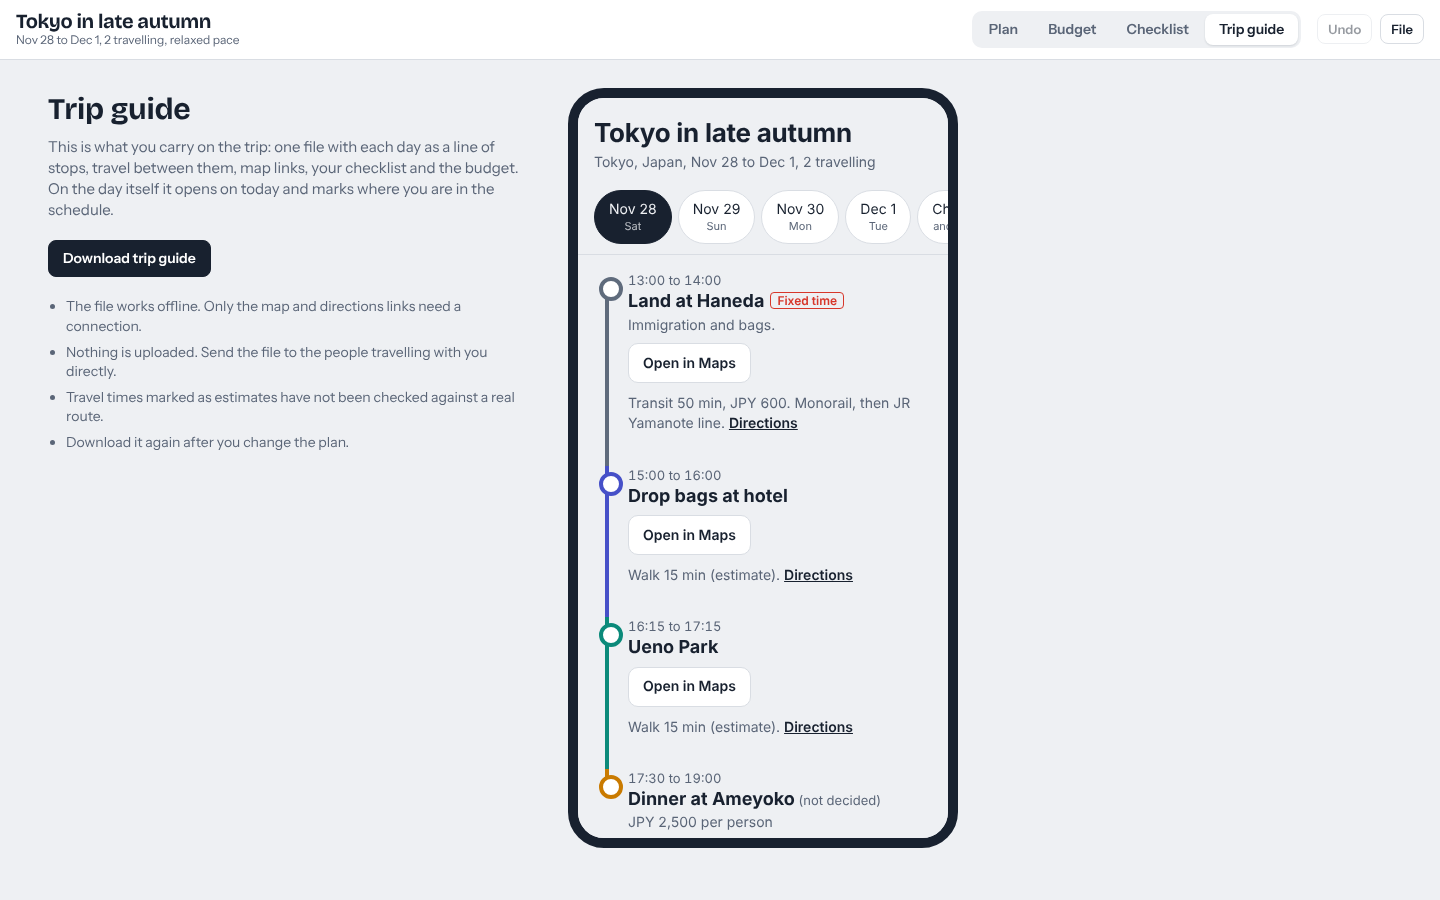 Tokyo in late autumn
Nov 28 to Dec 1, 2 travelling, relaxed pace
Plan
Budget
Checklist
Trip guide
Undo
File
Trip guide
This is what you carry on the trip: one file with each day as a line of
stops, travel between them, map links, your checklist and the budget.
On the day itself it opens on today and marks where you are in the
schedule.
Download trip guide
The file works offline. Only the map and directions links need a
connection.
Nothing is uploaded. Send the file to the people travelling with you
directly.
Travel times marked as estimates have not been checked against a real
route.
Download it again after you change the plan.
Tokyo in late autumn
Tokyo, Japan, Nov 28 to Dec 1, 2 travelling
Nov 28
Sat
Nov 29
Sun
Nov 30
Mon
Dec 1
Tue
13:00 to 14:00
Land at Haneda Fixed time
Immigration and bags.
Open in Maps
Transit 50 min, JPY 600. Monorail, then JR
Yamanote line. Directions
15:00 to 16:00
Drop bags at hotel
Open in Maps
Walk 15 min (estimate). Directions
16:15 to 17:15
Ueno Park
Open in Maps
Walk 15 min (estimate). Directions
17:30 to 19:00
Dinner at Ameyoko (not decided)
JPY 2,500 per person